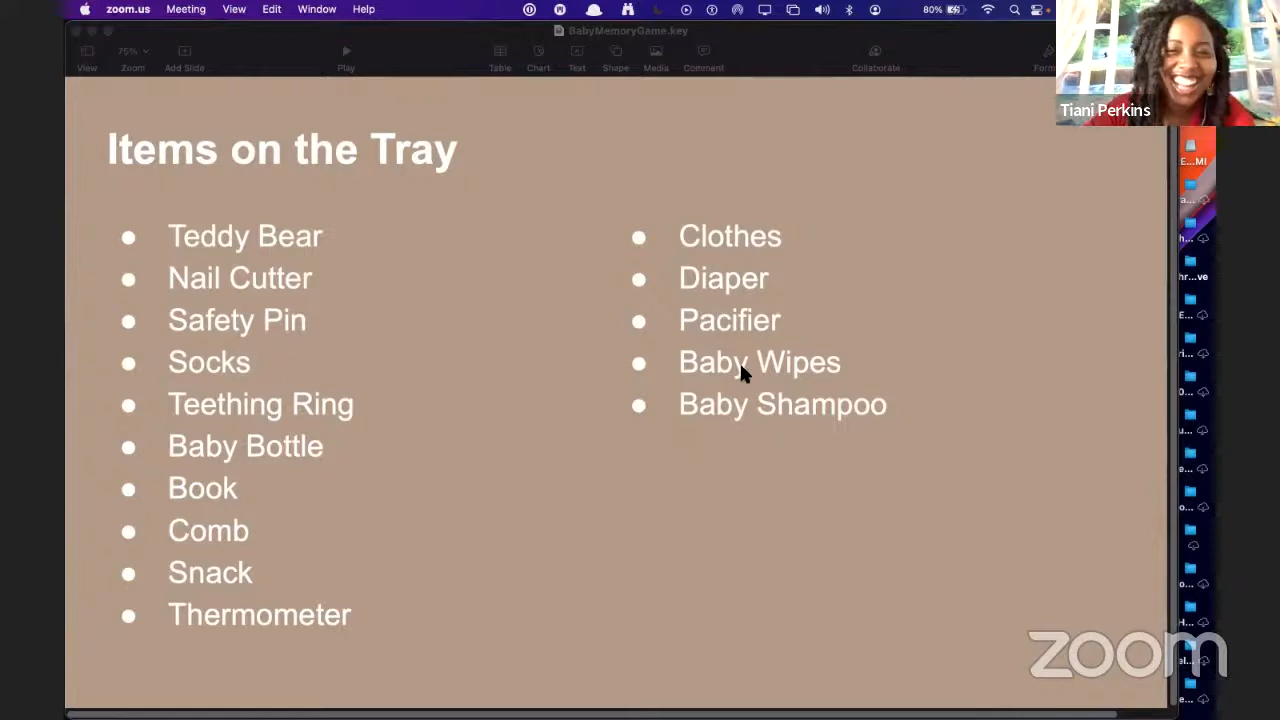 zoom.us Meeting View Edit Window Help 80%
BabyMemoryGame.key
75%
View Zoom Add Slide Play Table Chart Text Shape Media Comment Collaborate
Tiani Perkins
Items on the Tray
Teddy Bear
Nail Cutter
Safety Pin
Socks
Teething Ring
Baby Bottle
Book
Comb
Snack
Thermometer
Clothes
Diaper
Pacifier
Baby Wipes
Baby Shampoo
zoom